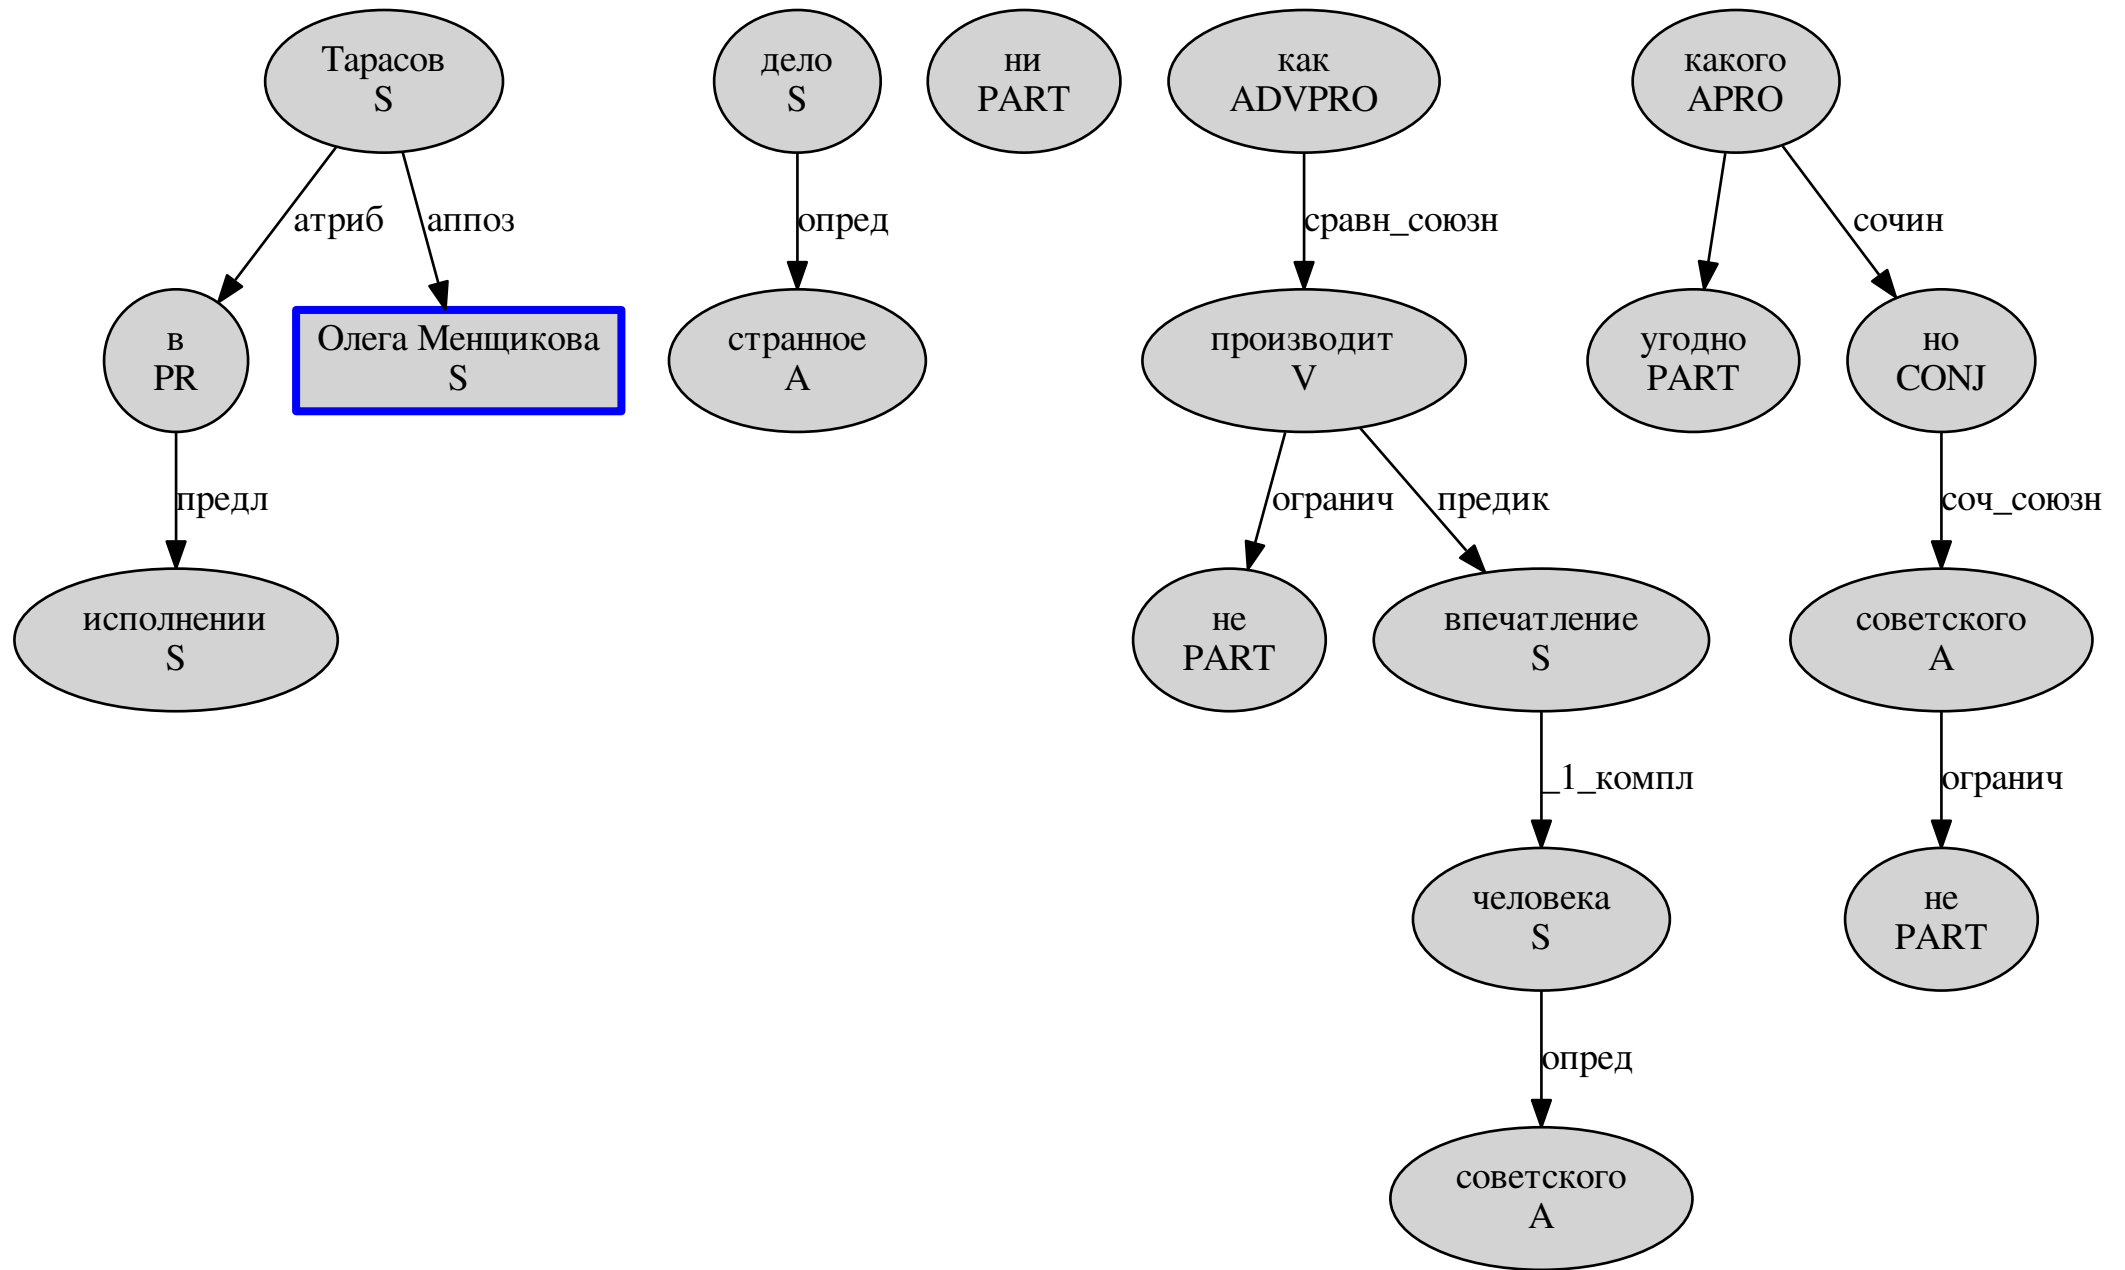 Тарасов
S
дело
S
ни
PART
как
ADVPRO
какого
APRO
атриб
аппоз
опред
сравн_союзн
сочин
в
PR
Олега Менщикова
S
странное
A
производит
V
угодно
PART
но
CONJ
предл
огранич
предик
соч_союзн
исполнении
S
не
PART
впечатление
S
советского
A
_1_компл
огранич
человека
S
не
PART
опред
советского
A